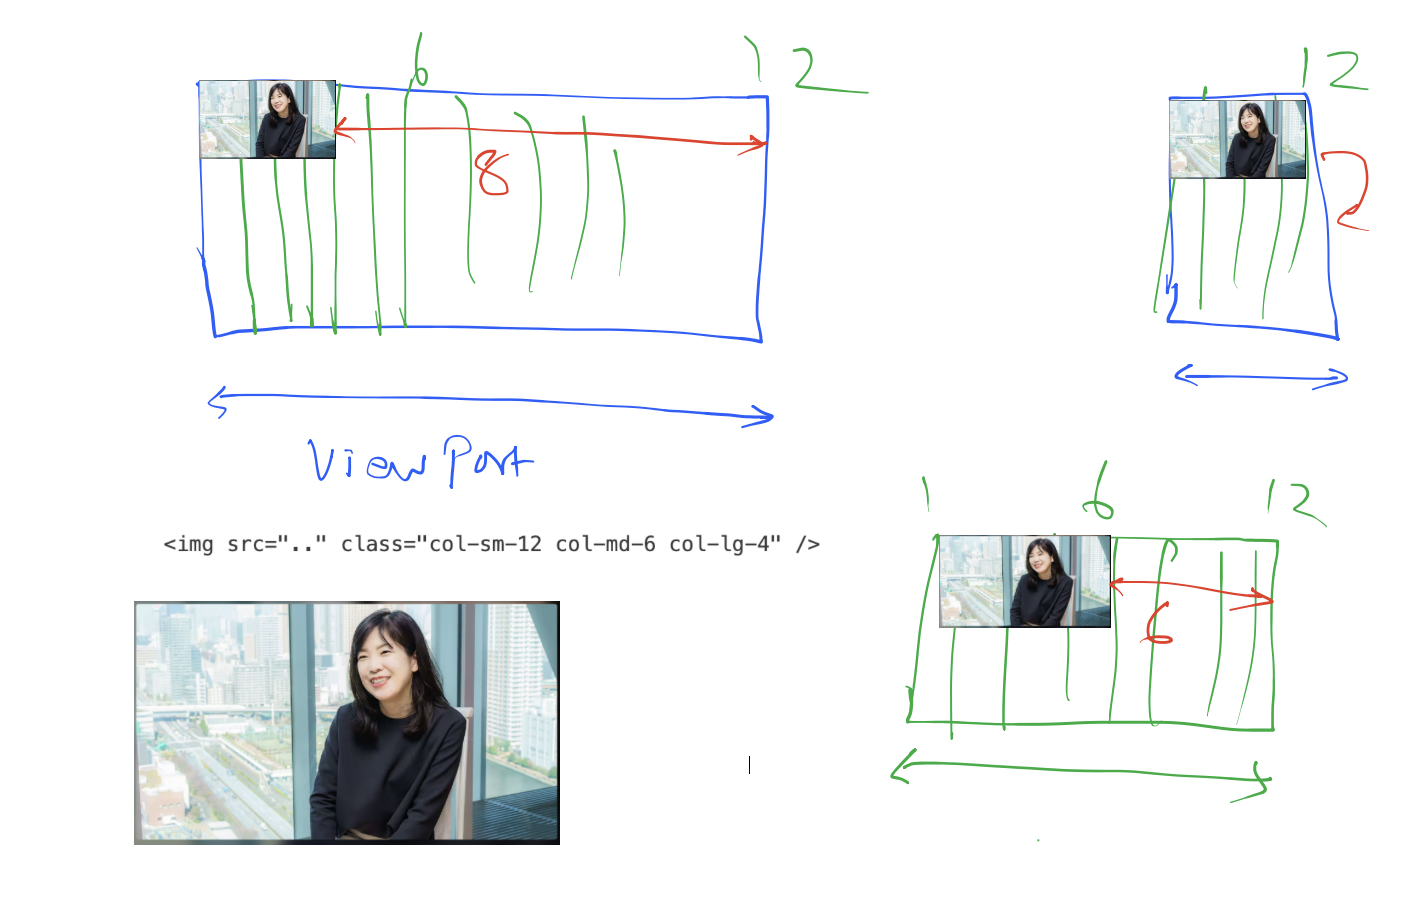 6 12
12
8
2
View Port
1 6 12
<img src=".." class="col-sm-12 col-md-6 col-lg-4" />
6